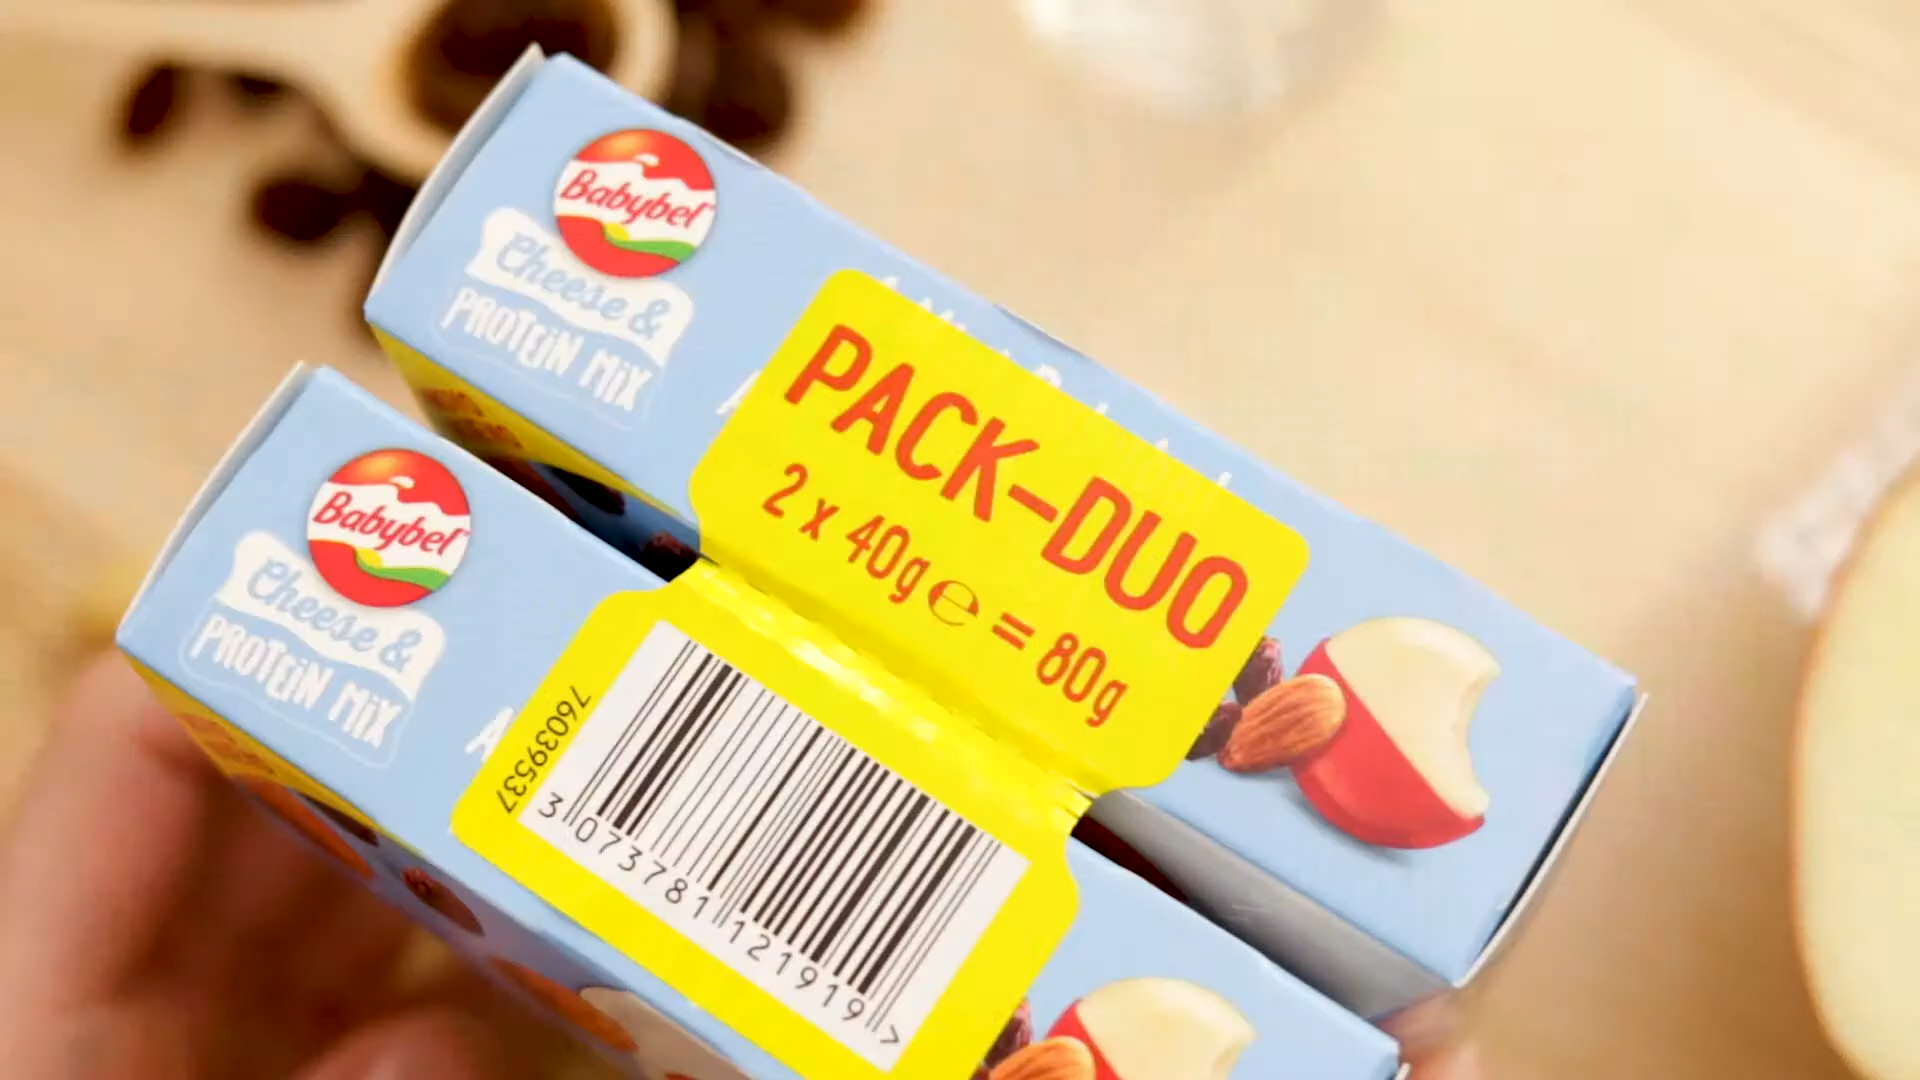 Babybel
Cheese &
PROTEIN MIX
PACK-DUO
2 x 40g ℮ = 80g
Babybel
Cheese &
PROTEIN MIX
76039537
3 073781 121919 >